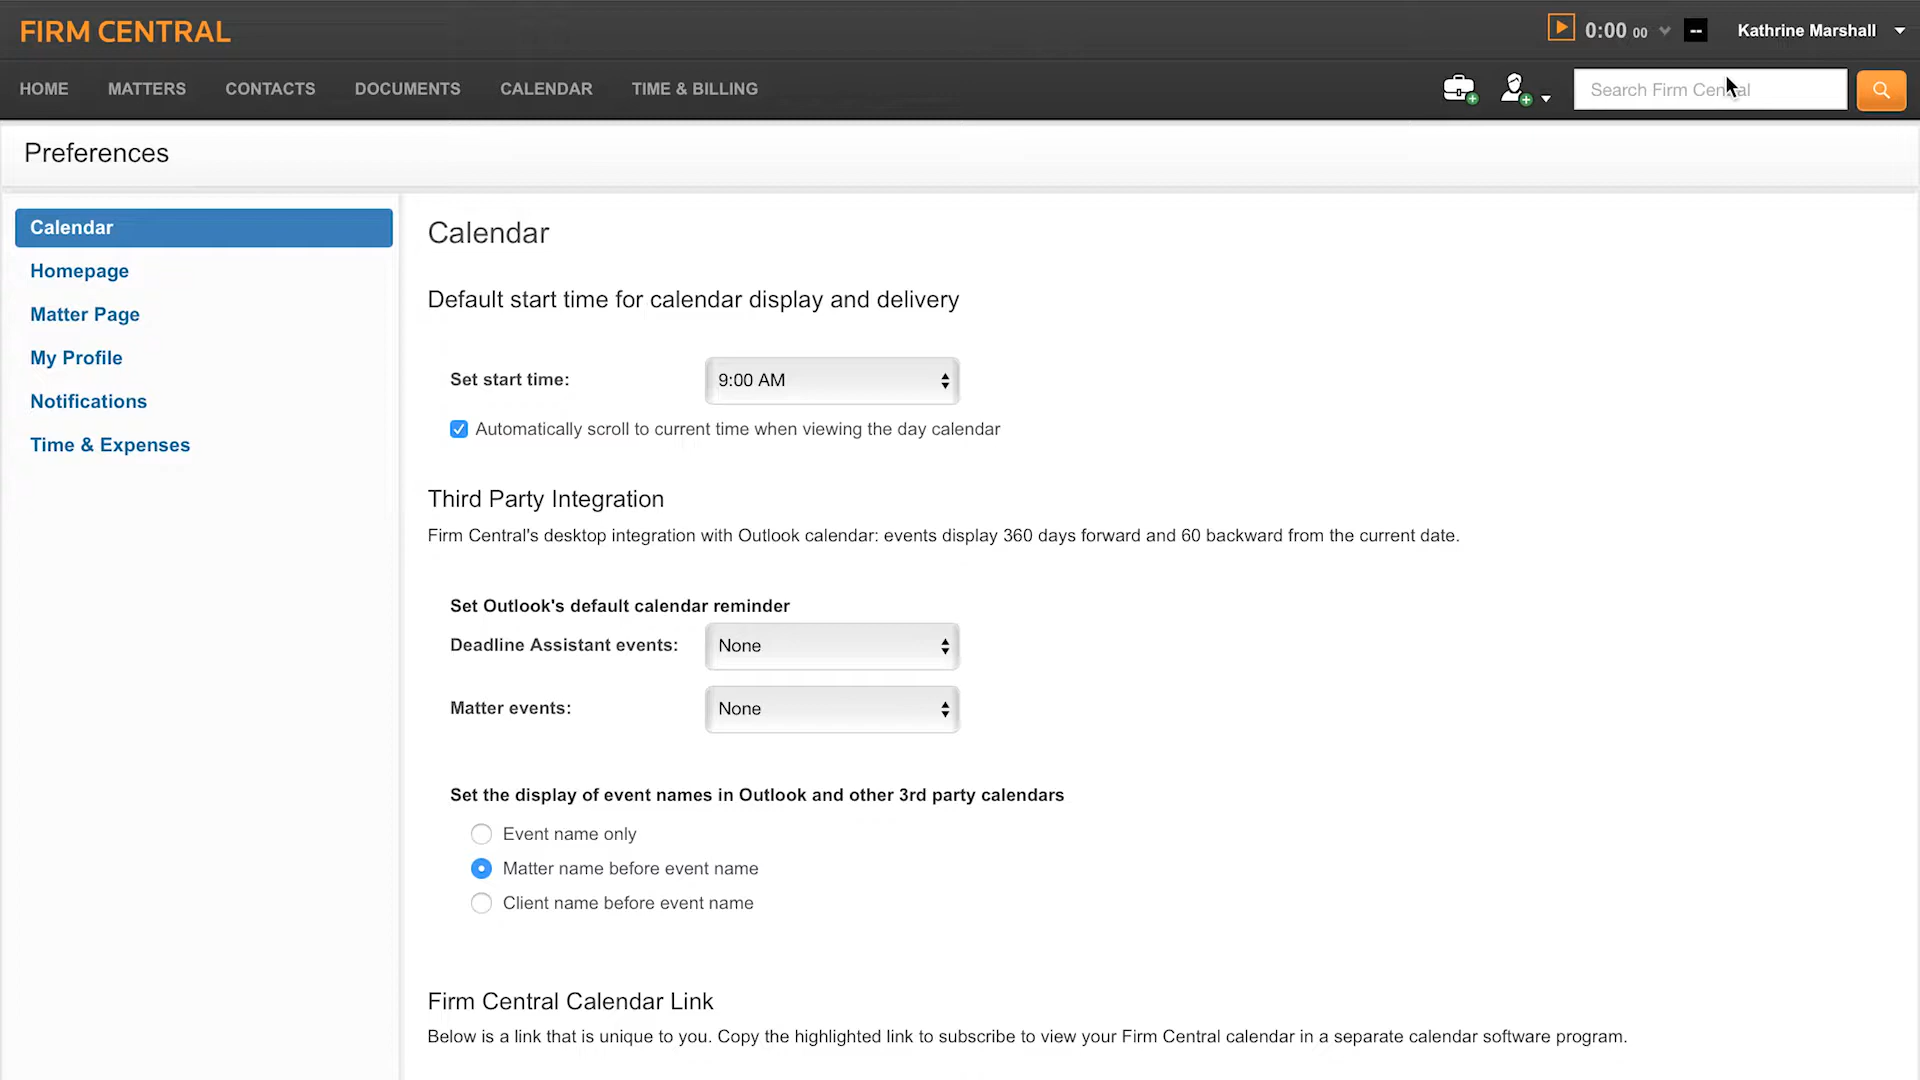 FIRM CENTRAL
0:00 00
--
Kathrine Marshall
HOME MATTERS CONTACTS DOCUMENTS CALENDAR TIME & BILLING
Search Firm Central
Preferences
Calendar
Homepage
Matter Page
My Profile
Notifications
Time & Expenses
Calendar
Default start time for calendar display and delivery
Set start time: 9:00 AM
Automatically scroll to current time when viewing the day calendar
Third Party Integration
Firm Central's desktop integration with Outlook calendar: events display 360 days forward and 60 backward from the current date.
Set Outlook's default calendar reminder
Deadline Assistant events: None
Matter events: None
Set the display of event names in Outlook and other 3rd party calendars
Event name only
Matter name before event name
Client name before event name
Firm Central Calendar Link
Below is a link that is unique to you. Copy the highlighted link to subscribe to view your Firm Central calendar in a separate calendar software program.